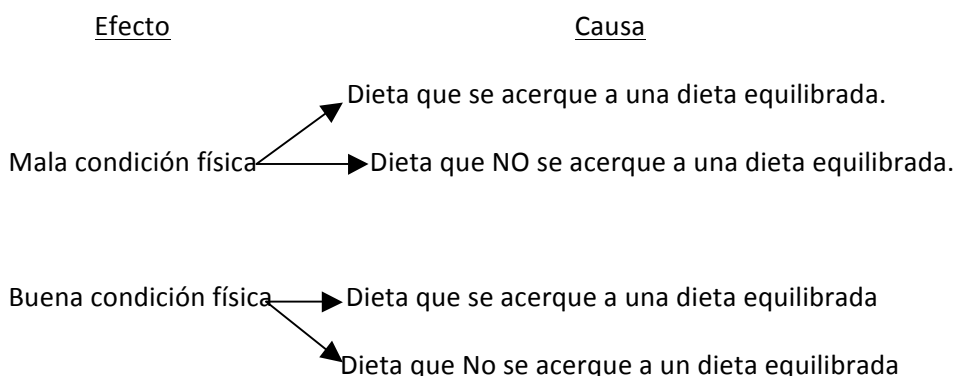 Efecto Causa
Dieta que se acerque a una dieta equilibrada.
Mala condición física Dieta que NO se acerque a una dieta equilibrada.
Buena condición física Dieta que se acerque a una dieta equilibrada
Dieta que No se acerque a un dieta equilibrada